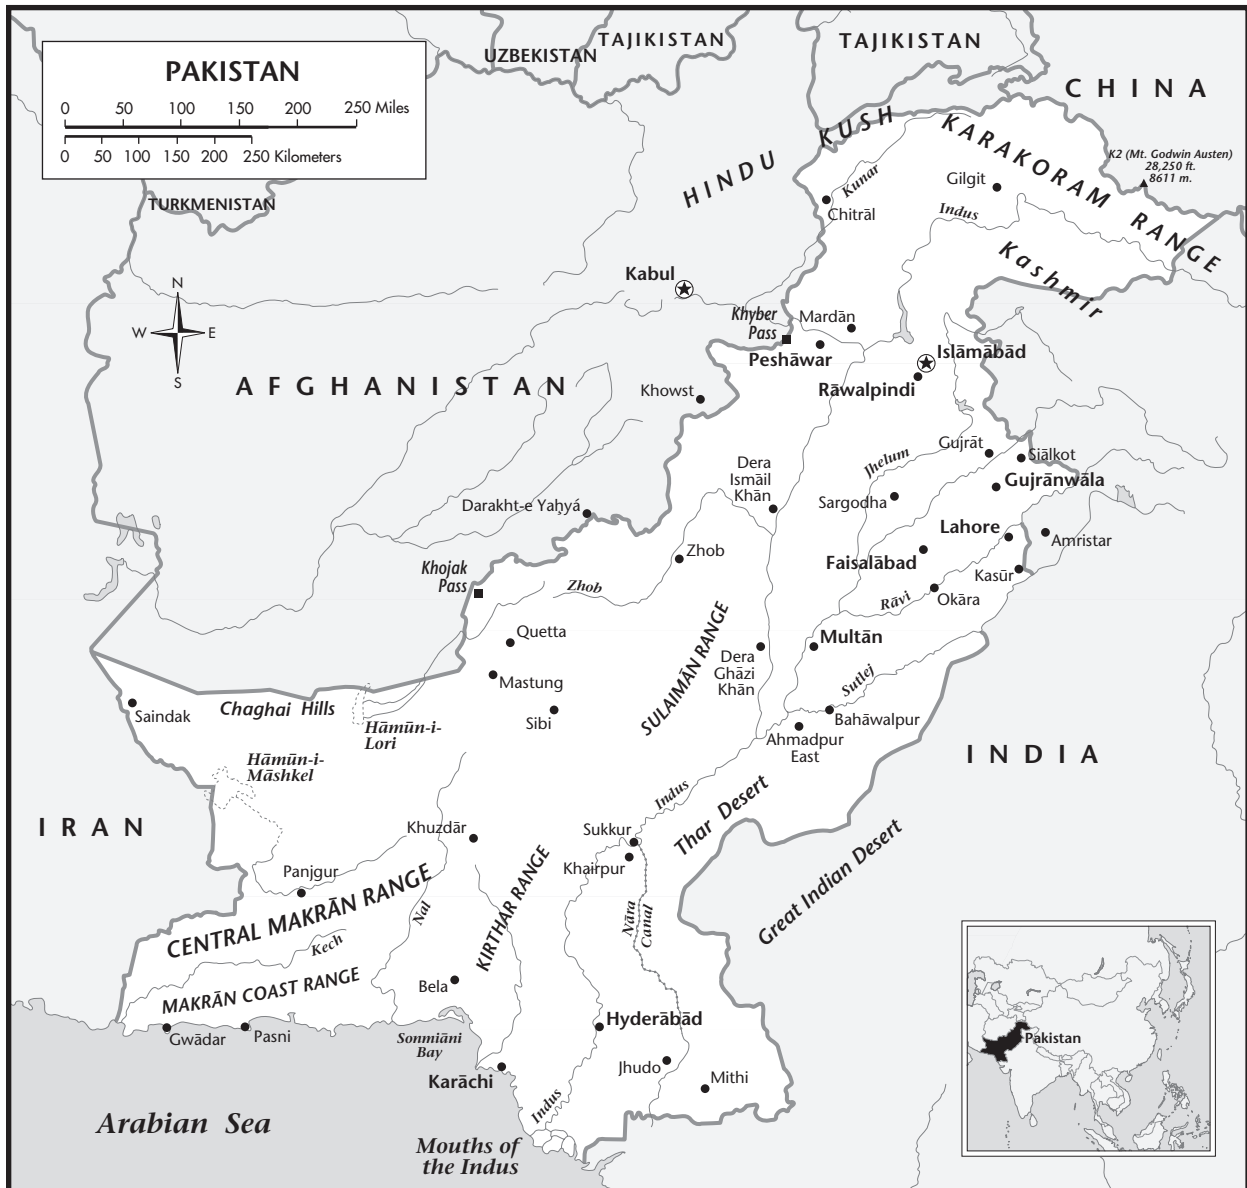 UZBEKISTAN
TAJIKISTAN
TAJIKISTAN
CHINA
PAKISTAN
0 50 100 150 200 250 Miles
0 50 100 150 200 250 Kilometers
TURKMENISTAN
HINDU KUSH
KARAKORAM RANGE
K2 (Mt. Godwin Austen)
28,250 ft.
8611 m.
Kunar
Gilgit
Chitrāl
Indus
Kashmir
Kabul
N
W E
S
Khyber
Pass
Mardān
Peshāwar
Islāmābād
Rāwalpindi
AFGHANISTAN
Khowst
Gujrāt
Siālkot
Jhelum
Dera
Ismāil
Khān
Gujrānwāla
Sargodha
Darakht-e Yaḩyá
Lahore
Amristar
Zhob
Faisalābad
Kasūr
Khojak
Pass
Zhob
Rāvi
Okāra
Quetta
Multān
SULAIMĀN RANGE
Dera
Ghāzi
Khān
Mastung
Sutlej
Saindak
Chaghai Hills
Sibi
Bahāwalpur
Hāmūn-i-
Lori
Ahmadpur
East
INDIA
Hāmūn-i-
Māshkel
Indus
Thar Desert
IRAN
Khuzdār
Sukkur
Khairpur
Great Indian Desert
Panjgur
CENTRAL MAKRĀN RANGE
Nal
KIRTHAR RANGE
Nāra
Canal
Kech
MAKRĀN COAST RANGE
Bela
Gwādar
Pasni
Sonmiāni
Bay
Hyderābād
Pakistan
Karāchi
Jhudo
Mithi
Indus
Arabian Sea
Mouths of
the Indus